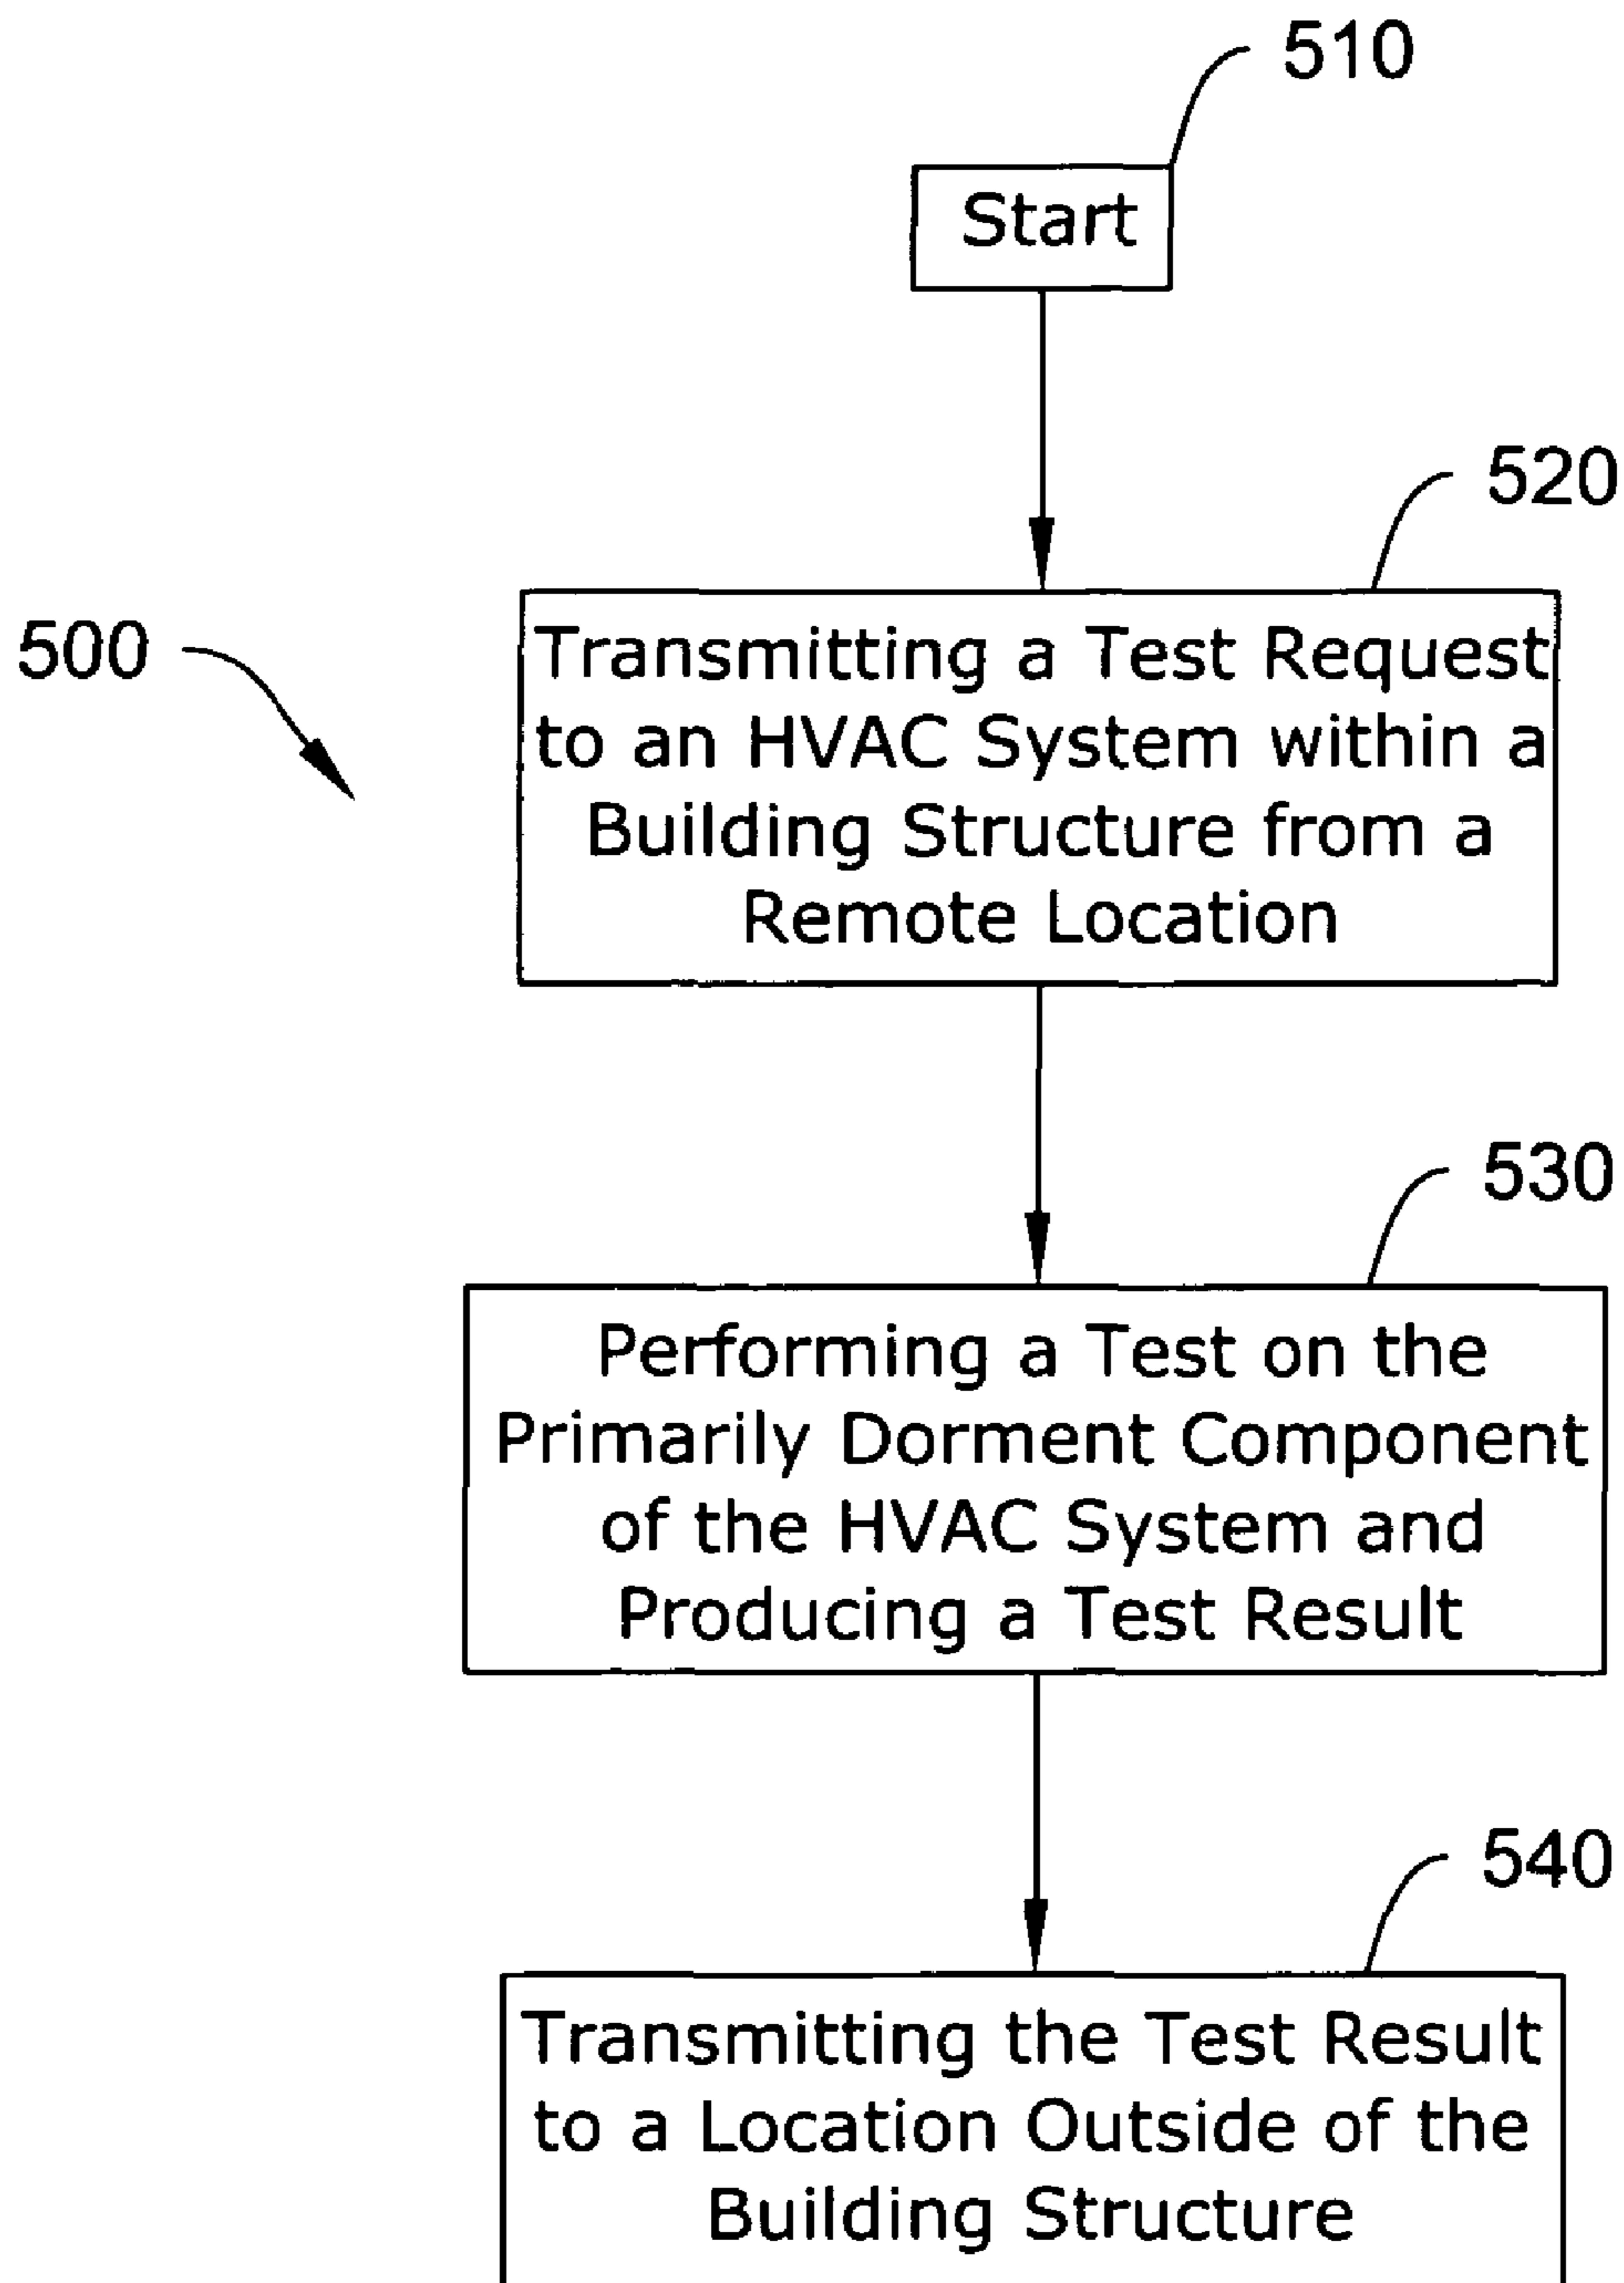 510
Start
520
500
Transmitting a Test Request
to an HVAC System within a
Building Structure from a
Remote Location
530
Performing a Test on the
Primarily Dorment Component
of the HVAC System and
Producing a Test Result
540
Transmitting the Test Result
to a Location Outside of the
Building Structure